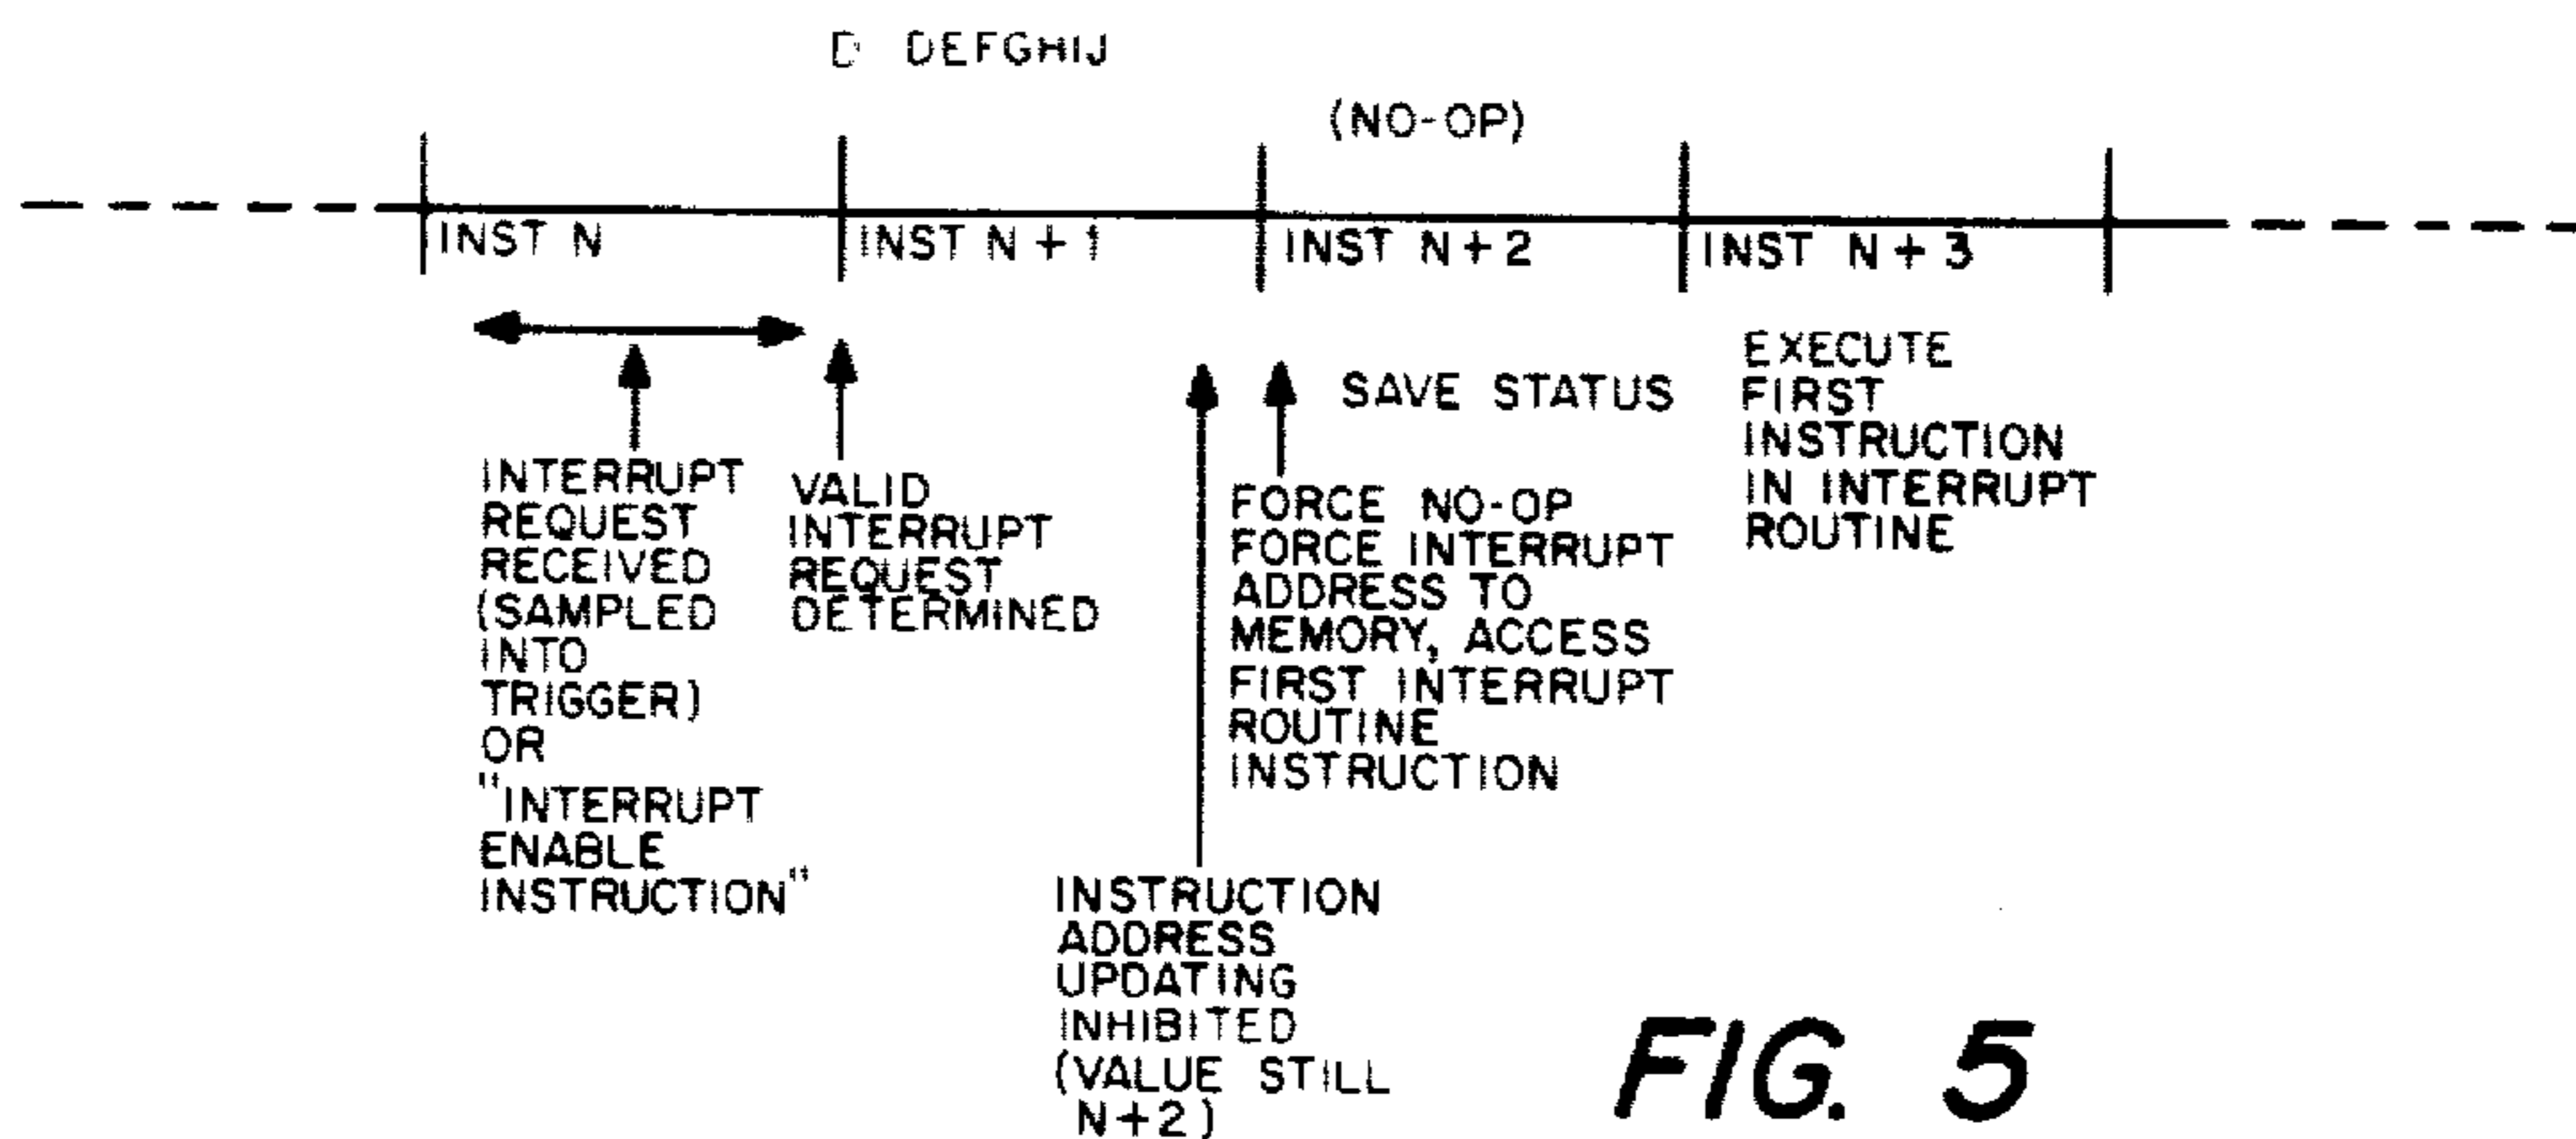 D DEFGHIJ
(NO-OP)
INST N
INST N + 1
INST N + 2
INST N + 3
INTERRUPT
REQUEST
RECEIVED
(SAMPLED
INTO
TRIGGER)
OR
"INTERRUPT
ENABLE
INSTRUCTION"
VALID
INTERRUPT
REQUEST
DETERMINED
INSTRUCTION
ADDRESS
UPDATING
INHIBITED
(VALUE STILL
N+2)
SAVE STATUS
FORCE NO-OP
FORCE INTERRUPT
ADDRESS TO
MEMORY, ACCESS
FIRST INTERRUPT
ROUTINE
INSTRUCTION
EXECUTE
FIRST
INSTRUCTION
IN INTERRUPT
ROUTINE
FIG. 5